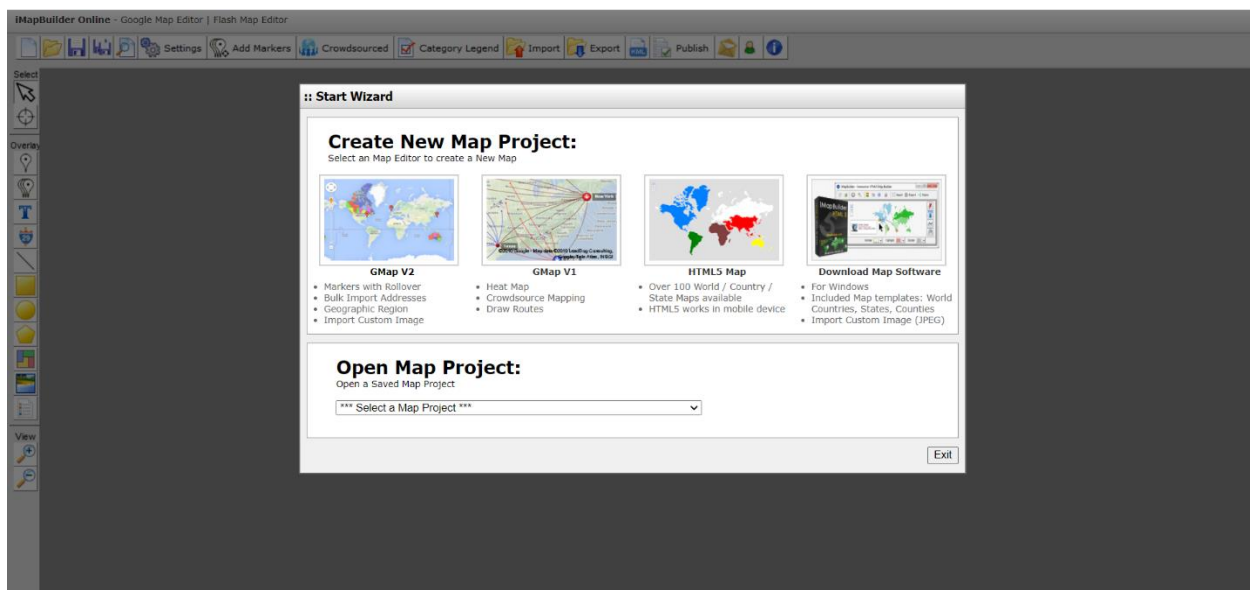 iMapBuilder Online - Google Map Editor | Flash Map Editor
Settings Add Markers Crowdsourced Category Legend Import Export HTML Publish
Select
Overlay
T
View
:: Start Wizard
Create New Map Project:
Select an Map Editor to create a New Map
GMap V2
Markers with Rollover
Bulk Import Addresses
Geographic Region
Import Custom Image
GMap V1
Heat Map
Crowdsource Mapping
Draw Routes
HTML5 Map
Over 100 World / Country /
State Maps available
HTML5 works in mobile device
Download Map Software
For Windows
Included Map templates: World
Countries, States, Counties
Import Custom Image (JPEG)
Open Map Project:
Open a Saved Map Project
*** Select a Map Project ***
Exit